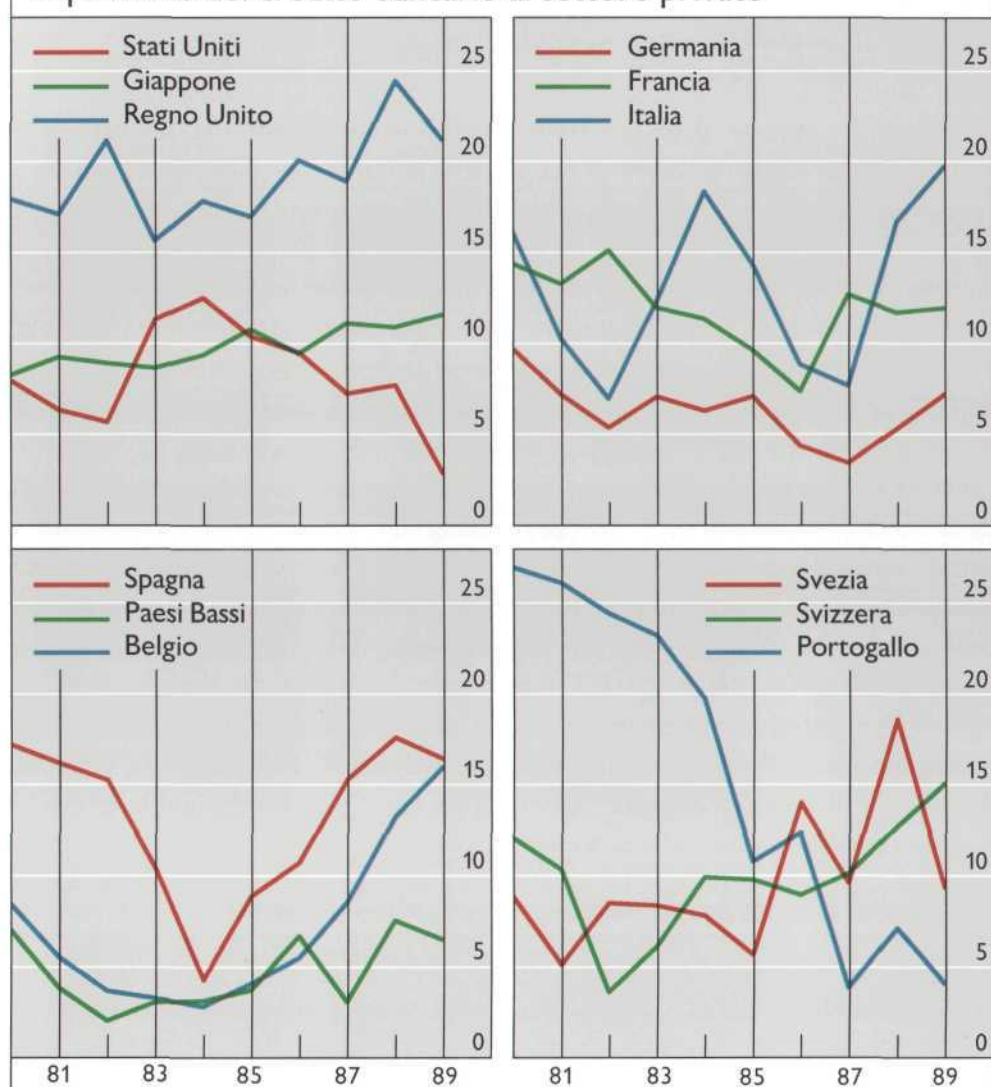 Stati Uniti
Giappone
Regno Unito
25
20
15
10
5
0
Germania
Francia
Italia
25
20
15
10
5
0
Spagna
Paesi Bassi
Belgio
25
20
15
10
5
0
81 83 85 87 89
Svezia
Svizzera
Portogallo
25
20
15
10
5
0
81 83 85 87 89